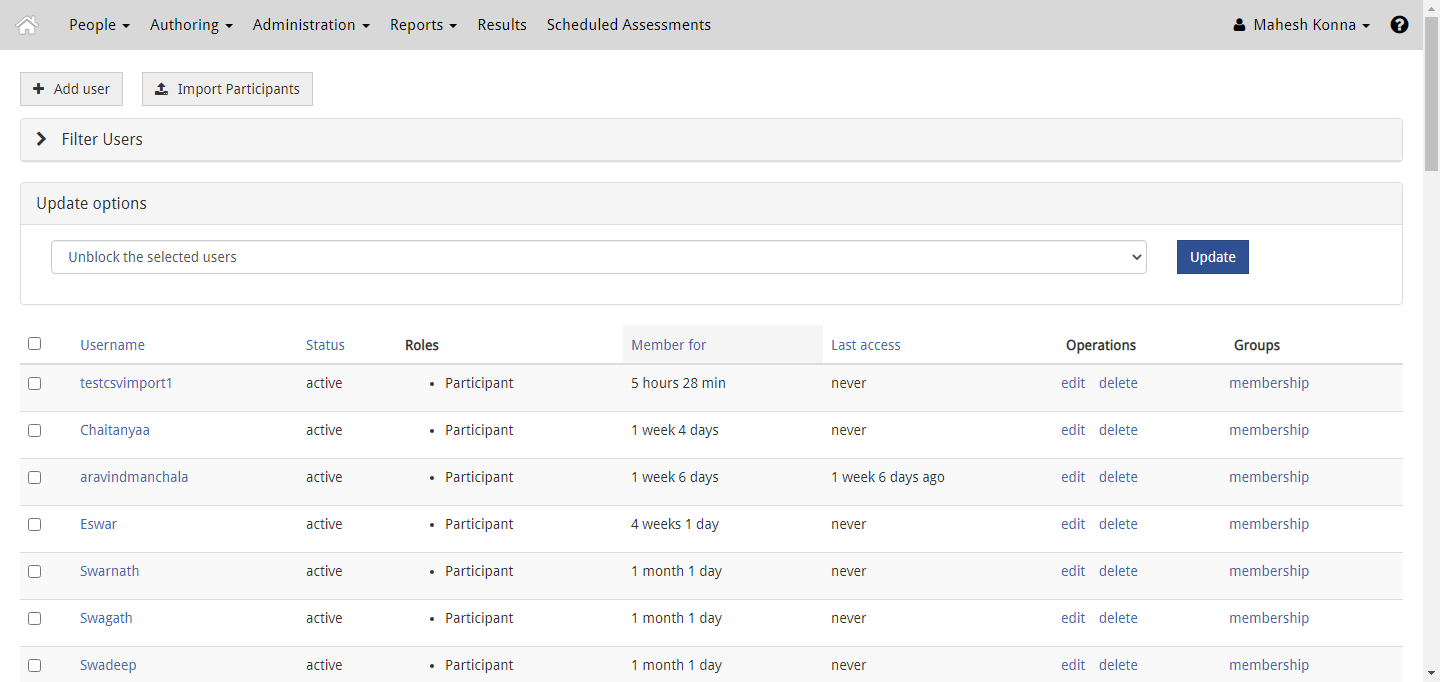 People Authoring Administration Reports Results Scheduled Assessments Mahesh Konna
Add user Import Participants
Filter Users
Update options
Unblock the selected users Update
Username Status Roles Member for Last access Operations Groups
testcsvimport1 active • Participant 5 hours 28 min never edit delete membership
Chaitanyaa active • Participant 1 week 4 days never edit delete membership
aravindmanchala active • Participant 1 week 6 days 1 week 6 days ago edit delete membership
Eswar active • Participant 4 weeks 1 day never edit delete membership
Swarnath active • Participant 1 month 1 day never edit delete membership
Swagath active • Participant 1 month 1 day never edit delete membership
Swadeep active • Participant 1 month 1 day never edit delete membership